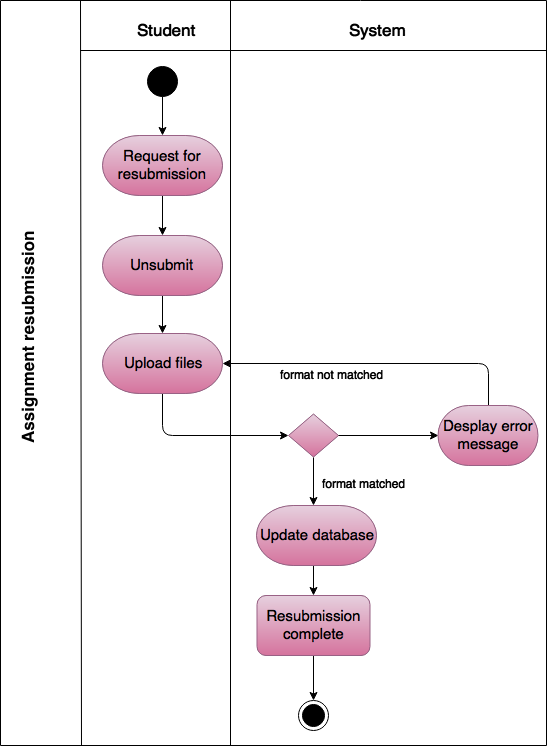 Assignment resubmission
Student
System
Request for
resubmission
Unsubmit
Upload files
format not matched
Desplay error
message
format matched
Update database
Resubmission
complete